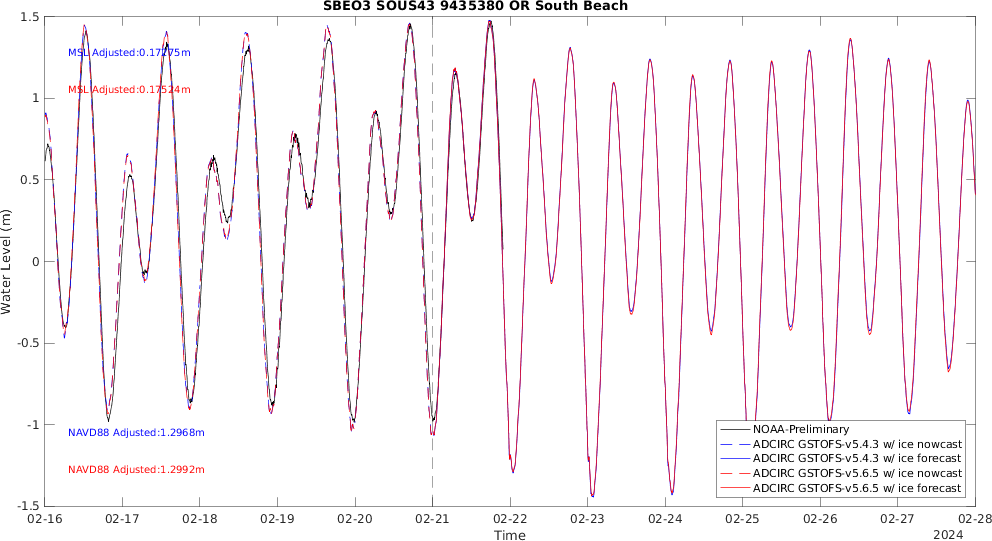 SBEO3 SOUS43 9435380 OR South Beach
1.5
1
0.5
0
-0.5
-1
-1.5
Water Level (m)
MSL Adjusted:0.17275m
MSL Adjusted:0.17524m
NAVD88 Adjusted:1.2968m
NAVD88 Adjusted:1.2992m
NOAA-Preliminary
ADCIRC GSTOFS-v5.4.3 w/ ice nowcast
ADCIRC GSTOFS-v5.4.3 w/ ice forecast
ADCIRC GSTOFS-v5.6.5 w/ ice nowcast
ADCIRC GSTOFS-v5.6.5 w/ ice forecast
02-16 02-17 02-18 02-19 02-20 02-21 02-22 02-23 02-24 02-25 02-26 02-27 02-28
Time
2024